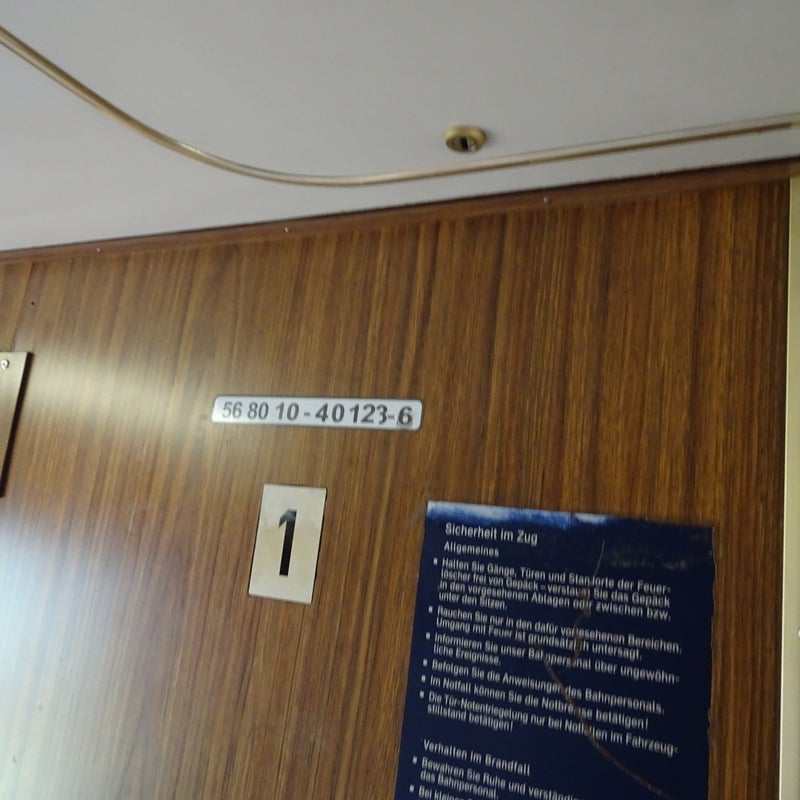 56 80 10-40123-6
1
Sicherheit im Zug
Allgemeines
▪ Halten Sie Gänge, Türen und Standorte der Feuer-
löscher frei von Gepäck – verstauen Sie das Gepäck
in den vorgesehenen Ablagen oder zwischen bzw.
unter den Sitzen.
▪ Rauchen Sie nur in den dafür vorgesehenen Bereichen.
Umgang mit Feuer ist grundsätzlich untersagt.
▪ Informieren Sie unser Bahnpersonal über ungewöhn-
liche Ereignisse.
▪ Befolgen Sie die Anweisungen des Bahnpersonals.
▪ Im Notfall können Sie die Notbremse betätigen!
▪ Die Tür-Notentriegelung nur bei Notfällen im Fahrzeug-
stillstand betätigen!
Verhalten im Brandfall
▪ Bewahren Sie Ruhe und
das Bahnpersonal.
▪ Bei kleinen